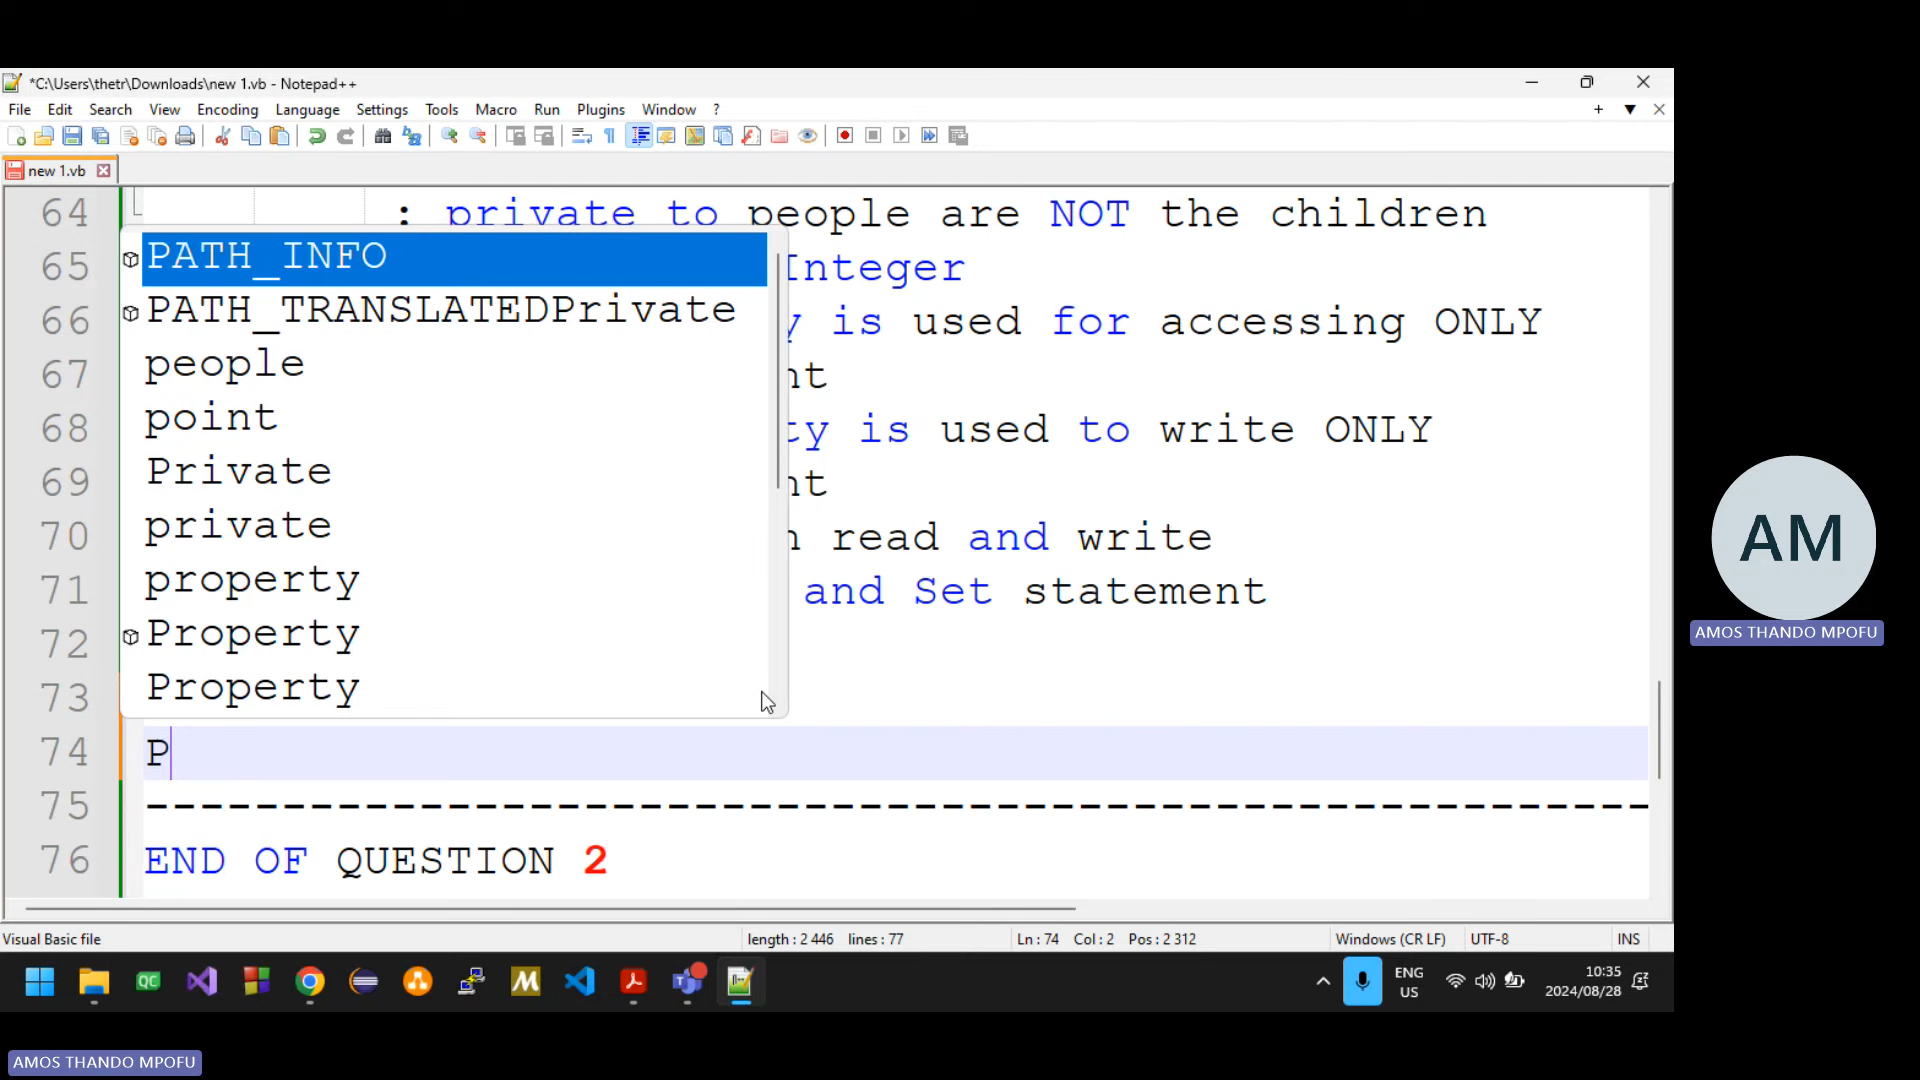 *C:\Users\thetr\Downloads\new 1.vb - Notepad++
File Edit Search View Encoding Language Settings Tools Macro Run Plugins Window ?
new 1.vb
64 : private to people are NOT the children
PATH_INFO
65 Integer
PATH_TRANSLATEDPrivate
66 y is used for accessing ONLY
people
67 nt
point
68 ty is used to write ONLY
Private
69 nt
private
70 n read and write
property
71 and Set statement
Property
72
Property
73
74 P
75 -------------------------------------------------------
76 END OF QUESTION 2
Visual Basic file length : 2 446 lines : 77 Ln : 74 Col : 2 Pos : 2 312 Windows (CR LF) UTF-8 INS
ENG
US
10:35
2024/08/28
AM
AMOS THANDO MPOFU
AMOS THANDO MPOFU